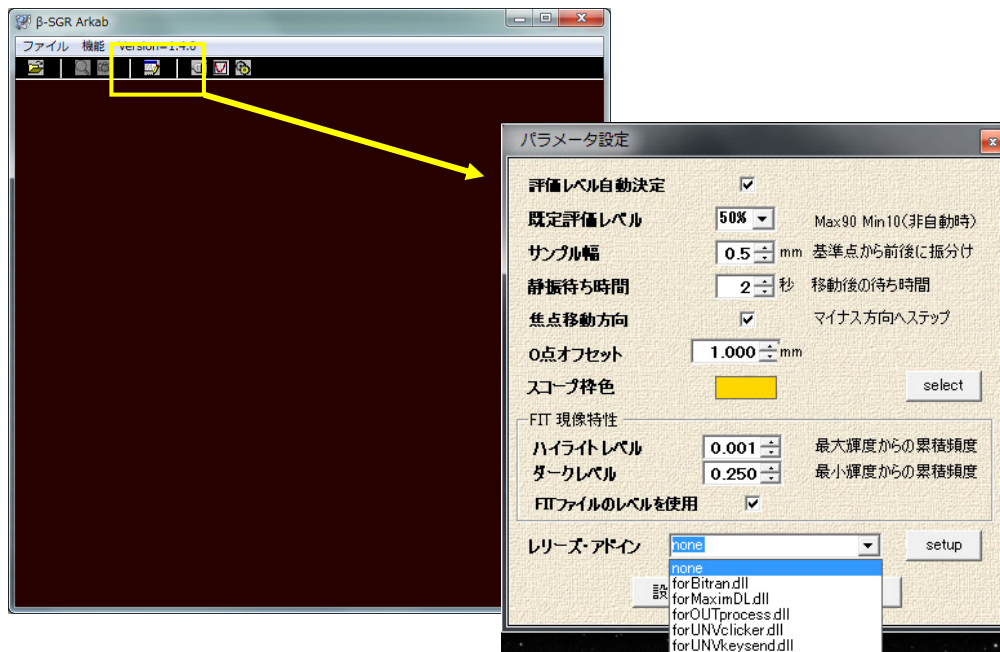 β-SGR Arkab
ファイル 機能 Version=1.4.0
パラメータ設定
評価レベル自動決定
既定評価レベル 50% Max90 Min10(非自動時)
サンプル幅 0.5 mm 基準点から前後に振分け
静振待ち時間 2 秒 移動後の待ち時間
焦点移動方向 マイナス方向へステップ
0点オフセット 1.000 mm
スコープ枠色 select
FIT 現像特性
ハイライトレベル 0.001 最大輝度からの累積頻度
ダークレベル 0.250 最小輝度からの累積頻度
FITファイルのレベルを使用
レリーズ・アドイン none setup
none
設 forBitran.dll
forMaximDL.dll
forOUTprocess.dll
forUNVclicker.dll
forUNVkeysend.dll